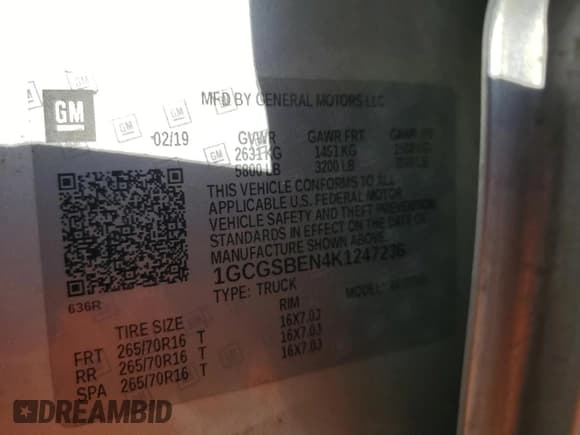 GM
MFD BY GENERAL MOTORS LLC
02/19 GVWR GAWR FRT
2631 KG 1451 KG
5800 LB 3200 LB
THIS VEHICLE CONFORMS TO ALL
APPLICABLE U.S. FEDERAL MOTOR
VEHICLE SAFETY AND THEFT PREVENTION
STANDARDS IN EFFECT ON THE DATE OF
MANUFACTURE SHOWN ABOVE.
1GCGSBEN4K1247236
TYPE: TRUCK MODEL:
636R
TIRE SIZE RIM
FRT 265/70R16 T 16X7.0J
RR 265/70R16 T 16X7.0J
SPA 265/70R16 T 16X7.0J
DREAMBID